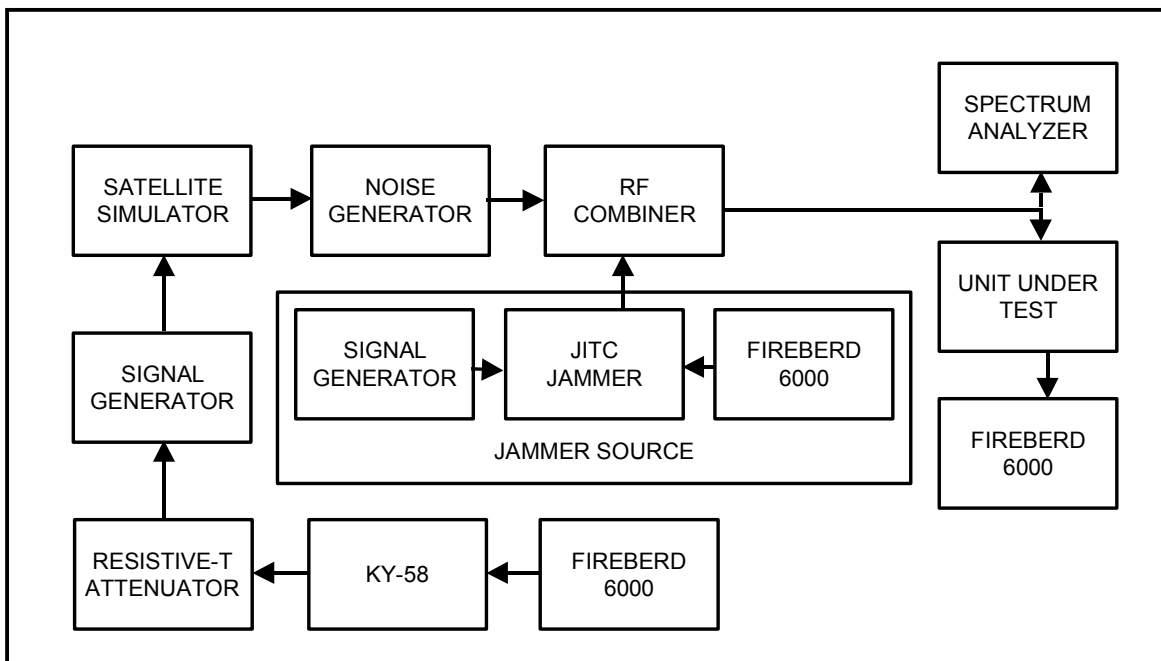 SPECTRUM
ANALYZER
SATELLITE
SIMULATOR
NOISE
GENERATOR
RF
COMBINER
UNIT UNDER
TEST
SIGNAL
GENERATOR
SIGNAL
GENERATOR
JITC
JAMMER
FIREBERD
6000
JAMMER SOURCE
FIREBERD
6000
RESISTIVE-T
ATTENUATOR
KY-58
FIREBERD
6000